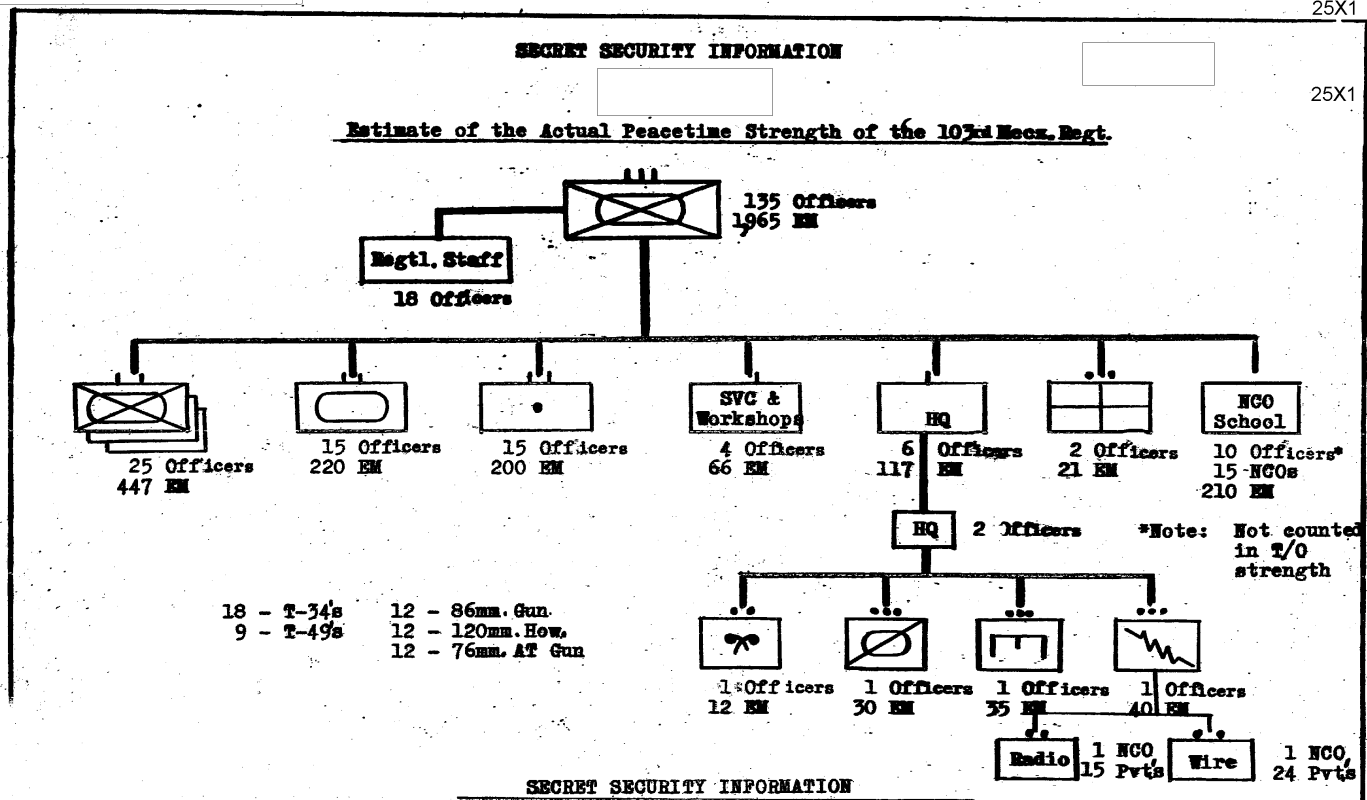 25X1
SECRET SECURITY INFORMATION
25X1
Estimate of the Actual Peacetime Strength of the 103rd Mecz. Regt.
135 Officers
1,965 EM
Regtl. Staff
18 Officers
SVC &
Workshops
HQ
NCO
School
25 Officers
447 EM
15 Officers
220 EM
15 Officers
200 EM
4 Officers
66 EM
6 Officers
117 EM
2 Officers
21 EM
10 Officers*
15 NCOs
210 EM
HQ
2 Officers
*Note: Not counted
in T/O
strength
18 - T-34's
9 - T-49's
12 - 86mm. Gun
12 - 120mm. How.
12 - 76mm. AT Gun
1 Officers
12 EM
1 Officers
30 EM
1 Officers
35 EM
1 Officers
40 EM
Radio
1 NCO,
15 Pvt's
Wire
1 NCO,
24 Pvt's
SECRET SECURITY INFORMATION